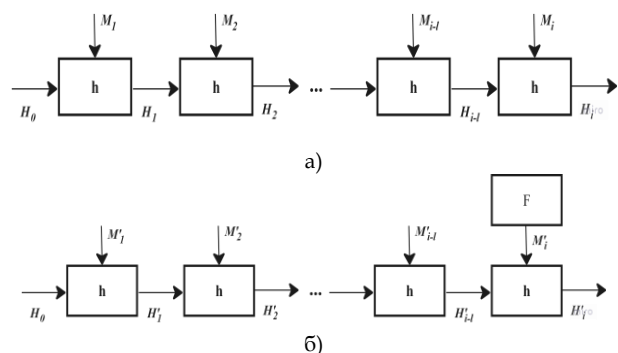 M₁ M₂ Mᵢ₋₁ Mᵢ
h h ... h h
H₀ H₁ H₂ Hᵢ₋₁ Hᵢ
а)
F
M'₁ M'₂ M'ᵢ₋₁ M'ᵢ
h h ... h h
H₀ H'₁ H'₂ H'ᵢ₋₁ H'ᵢ
б)